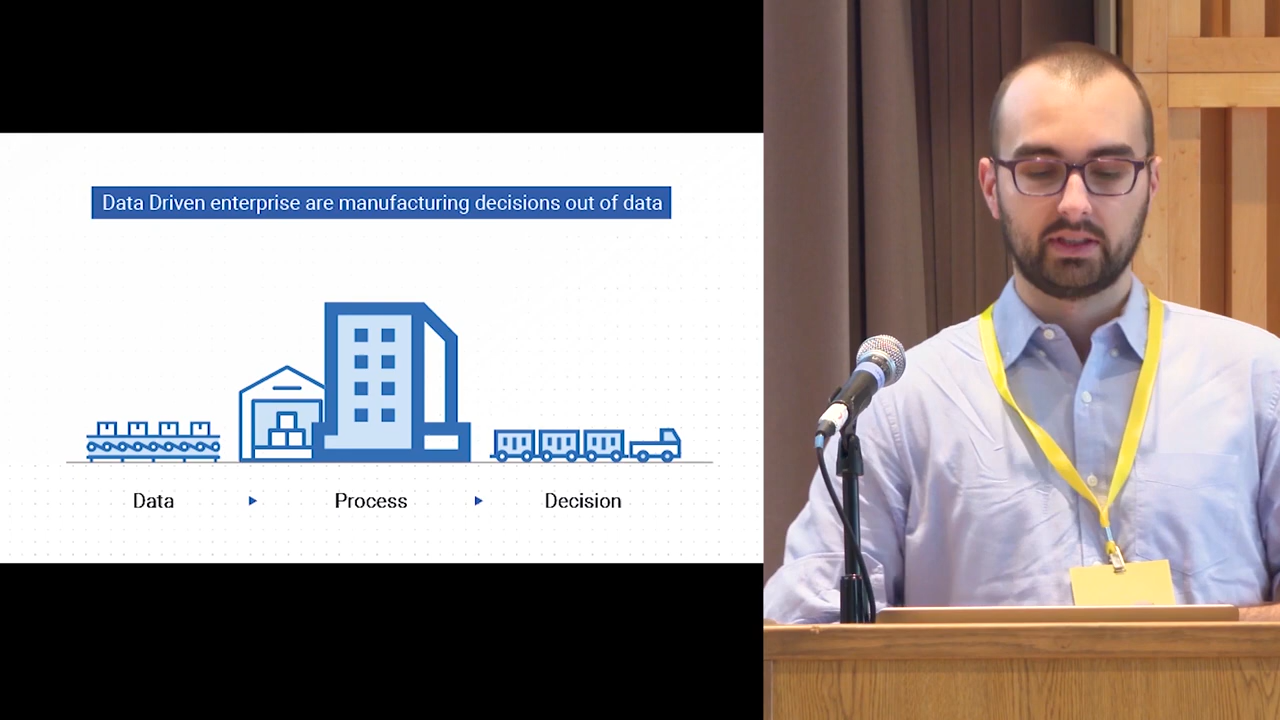 Data Driven enterprise are manufacturing decisions out of data
Data
Process
Decision